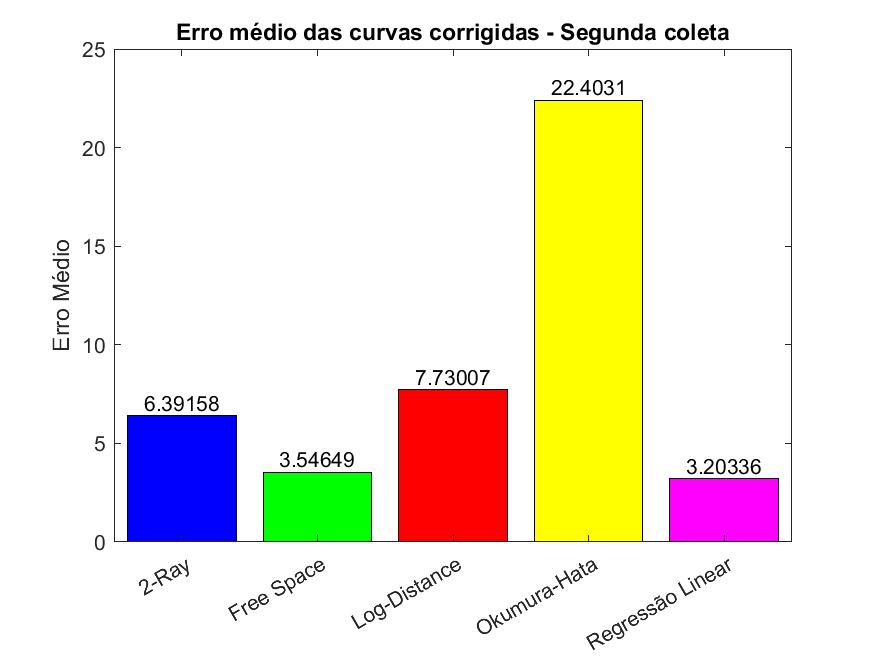 Erro médio das curvas corrigidas - Segunda coleta
25
20
15
10
5
0
Erro Médio
6.39158
3.54649
7.73007
22.4031
3.20336
2-Ray
Free Space
Log-Distance
Okumura-Hata
Regressão Linear